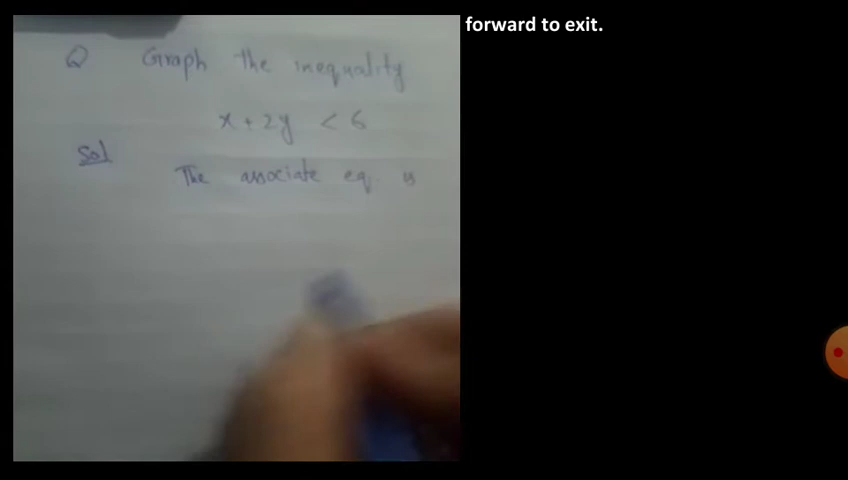 forward to exit.
Q Graph the inequality
x + 2y < 6
Sol
The associate eq. is